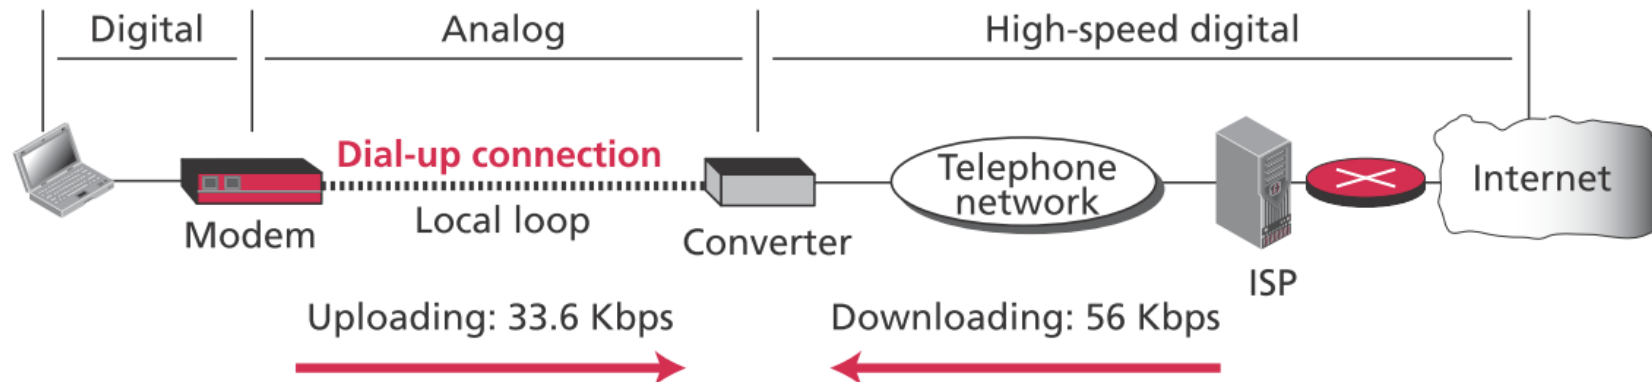 Digital
Analog
High-speed digital
Dial-up connection
Local loop
Modem
Converter
Telephone
network
ISP
Internet
Uploading: 33.6 Kbps
Downloading: 56 Kbps